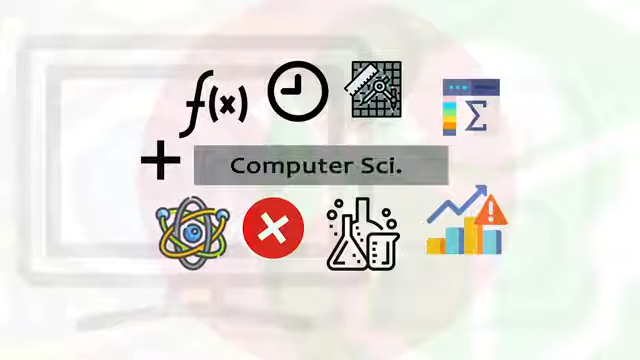 f(x)
Σ
+ Computer Sci.